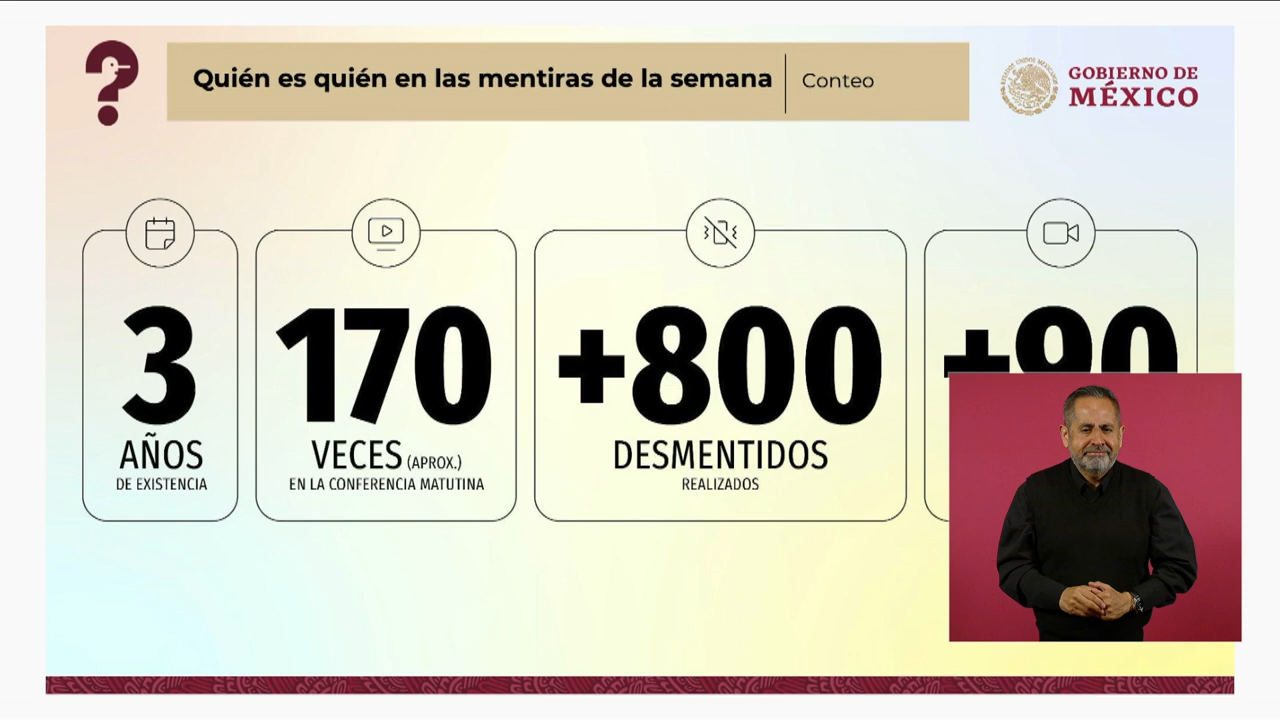 Quién es quién en las mentiras de la semana
Conteo
GOBIERNO DE
MÉXICO
3
AÑOS
DE EXISTENCIA
170
VECES (APROX.)
EN LA CONFERENCIA MATUTINA
+800
DESMENTIDOS
REALIZADOS
+90